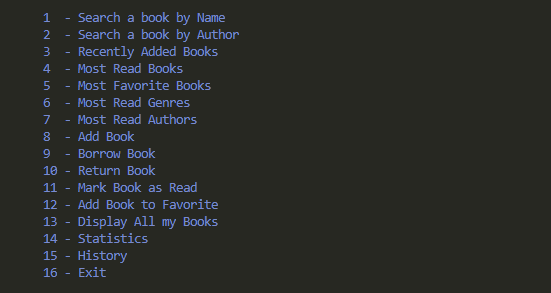 1  - Search a book by Name
2  - Search a book by Author
3  - Recently Added Books
4  - Most Read Books
5  - Most Favorite Books
6  - Most Read Genres
7  - Most Read Authors
8  - Add Book
9  - Borrow Book
10 - Return Book
11 - Mark Book as Read
12 - Add Book to Favorite
13 - Display All my Books
14 - Statistics
15 - History
16 - Exit